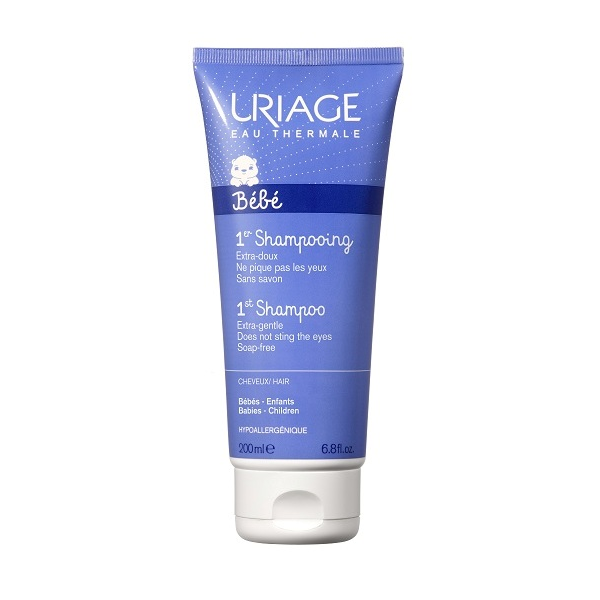 URIAGE
EAU THERMALE
Bébé
1er Shampooing
Extra-doux
Ne pique pas les yeux
Sans savon
1st Shampoo
Extra-gentle
Does not sting the eyes
Soap-free
CHEVEUX/ HAIR
Bébés - Enfants
Babies - Children
HYPOALLERGÉNIQUE
200ml℮ 6.8fl.oz.